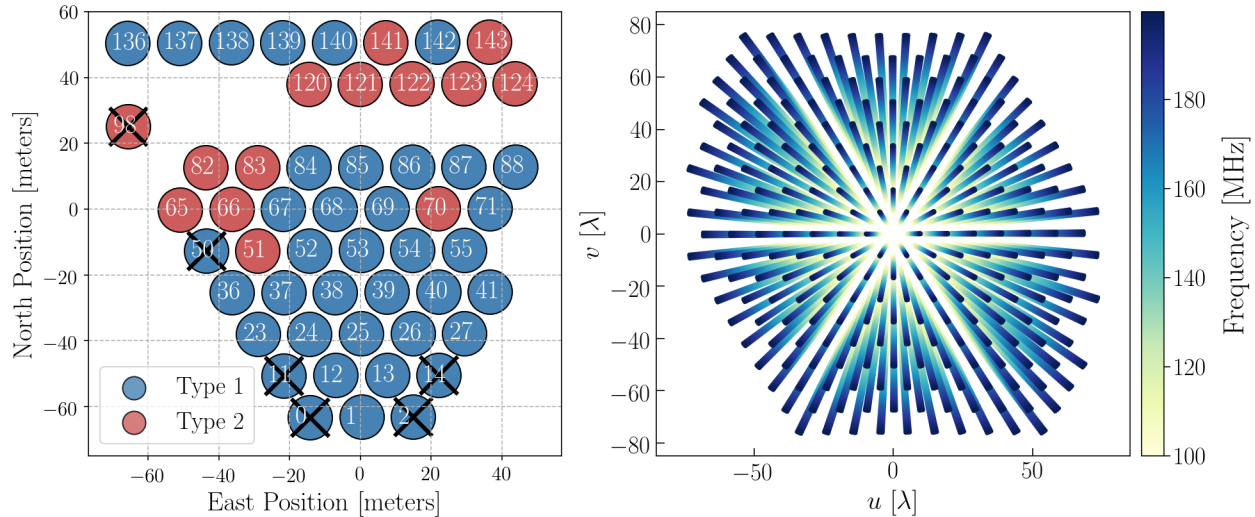 60
40
20
0
−20
−40
−60
North Position [meters]
136 137 138 139 140 141 142 143
120 121 122 123 124
98
82 83 84 85 86 87 88
65 66 67 68 69 70 71
50 51 52 53 54 55
36 37 38 39 40 41
23 24 25 26 27
11 12 13 14
0 1 2
Type 1
Type 2
−60 −40 −20 0 20 40
East Position [meters]
80
60
40
20
0
−20
−40
−60
−80
v [λ]
−50 0 50
u [λ]
180
160
140
120
100
Frequency [MHz]